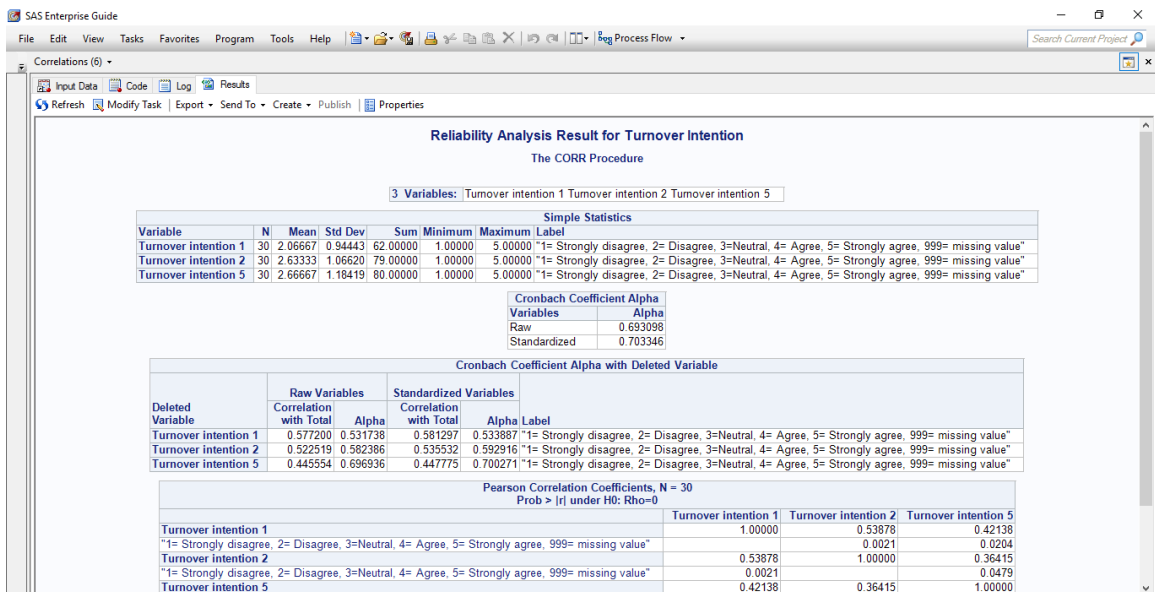 SAS Enterprise Guide
File Edit View Tasks Favorites Program Tools Help Process Flow Search Current Project
Correlations (6)
Input Data Code Log Results
Refresh Modify Task Export Send To Create Publish Properties
Reliability Analysis Result for Turnover Intention
The CORR Procedure
3 Variables: Turnover intention 1 Turnover intention 2 Turnover intention 5
Simple Statistics
Variable N Mean Std Dev Sum Minimum Maximum Label
Turnover intention 1 30 2.06667 0.94443 62.00000 1.00000 5.00000 "1= Strongly disagree, 2= Disagree, 3=Neutral, 4= Agree, 5= Strongly agree, 999= missing value"
Turnover intention 2 30 2.63333 1.06620 79.00000 1.00000 5.00000 "1= Strongly disagree, 2= Disagree, 3=Neutral, 4= Agree, 5= Strongly agree, 999= missing value"
Turnover intention 5 30 2.66667 1.18419 80.00000 1.00000 5.00000 "1= Strongly disagree, 2= Disagree, 3=Neutral, 4= Agree, 5= Strongly agree, 999= missing value"
Cronbach Coefficient Alpha
Variables Alpha
Raw 0.693098
Standardized 0.703346
Cronbach Coefficient Alpha with Deleted Variable
Raw Variables Standardized Variables
Deleted Correlation Correlation
Variable with Total Alpha with Total Alpha Label
Turnover intention 1 0.577200 0.531738 0.581297 0.533887 "1= Strongly disagree, 2= Disagree, 3=Neutral, 4= Agree, 5= Strongly agree, 999= missing value"
Turnover intention 2 0.522519 0.582386 0.535532 0.592916 "1= Strongly disagree, 2= Disagree, 3=Neutral, 4= Agree, 5= Strongly agree, 999= missing value"
Turnover intention 5 0.445554 0.696936 0.447775 0.700271 "1= Strongly disagree, 2= Disagree, 3=Neutral, 4= Agree, 5= Strongly agree, 999= missing value"
Pearson Correlation Coefficients, N = 30
Prob > |r| under H0: Rho=0
Turnover intention 1 Turnover intention 2 Turnover intention 5
Turnover intention 1 1.00000 0.53878 0.42138
"1= Strongly disagree, 2= Disagree, 3=Neutral, 4= Agree, 5= Strongly agree, 999= missing value" 0.0021 0.0204
Turnover intention 2 0.53878 1.00000 0.36415
"1= Strongly disagree, 2= Disagree, 3=Neutral, 4= Agree, 5= Strongly agree, 999= missing value" 0.0021 0.0479
Turnover intention 5 0.42138 0.36415 1.00000